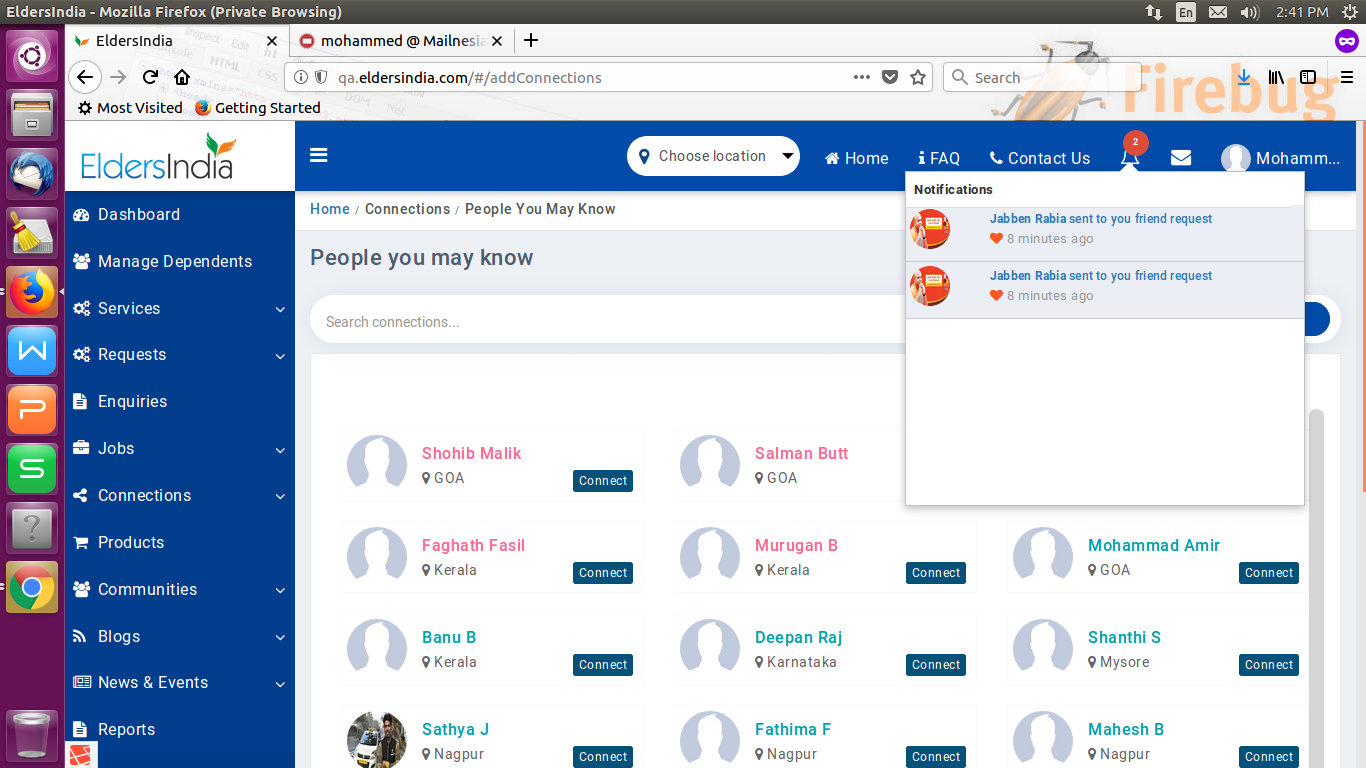 EldersIndia - Mozilla Firefox (Private Browsing)
En
2:41 PM
EldersIndia
mohammed @ Mailnesia
qa.eldersindia.com/#/addConnections
Search
Firebug
Most Visited
Getting Started
EldersIndia
Choose location
Home
FAQ
Contact Us
2
Mohamm...
Dashboard
Manage Dependents
Services
Requests
Enquiries
Jobs
Connections
Products
Communities
Blogs
News & Events
Reports
Home / Connections / People You May Know
People you may know
Search connections...
Notifications
Jabben Rabia sent to you friend request
8 minutes ago
Jabben Rabia sent to you friend request
8 minutes ago
Shohib Malik
GOA
Connect
Salman Butt
GOA
Faghath Fasil
Kerala
Connect
Murugan B
Kerala
Connect
Mohammad Amir
GOA
Connect
Banu B
Kerala
Connect
Deepan Raj
Karnataka
Connect
Shanthi S
Mysore
Connect
Sathya J
Nagpur
Connect
Fathima F
Nagpur
Connect
Mahesh B
Nagpur
Connect